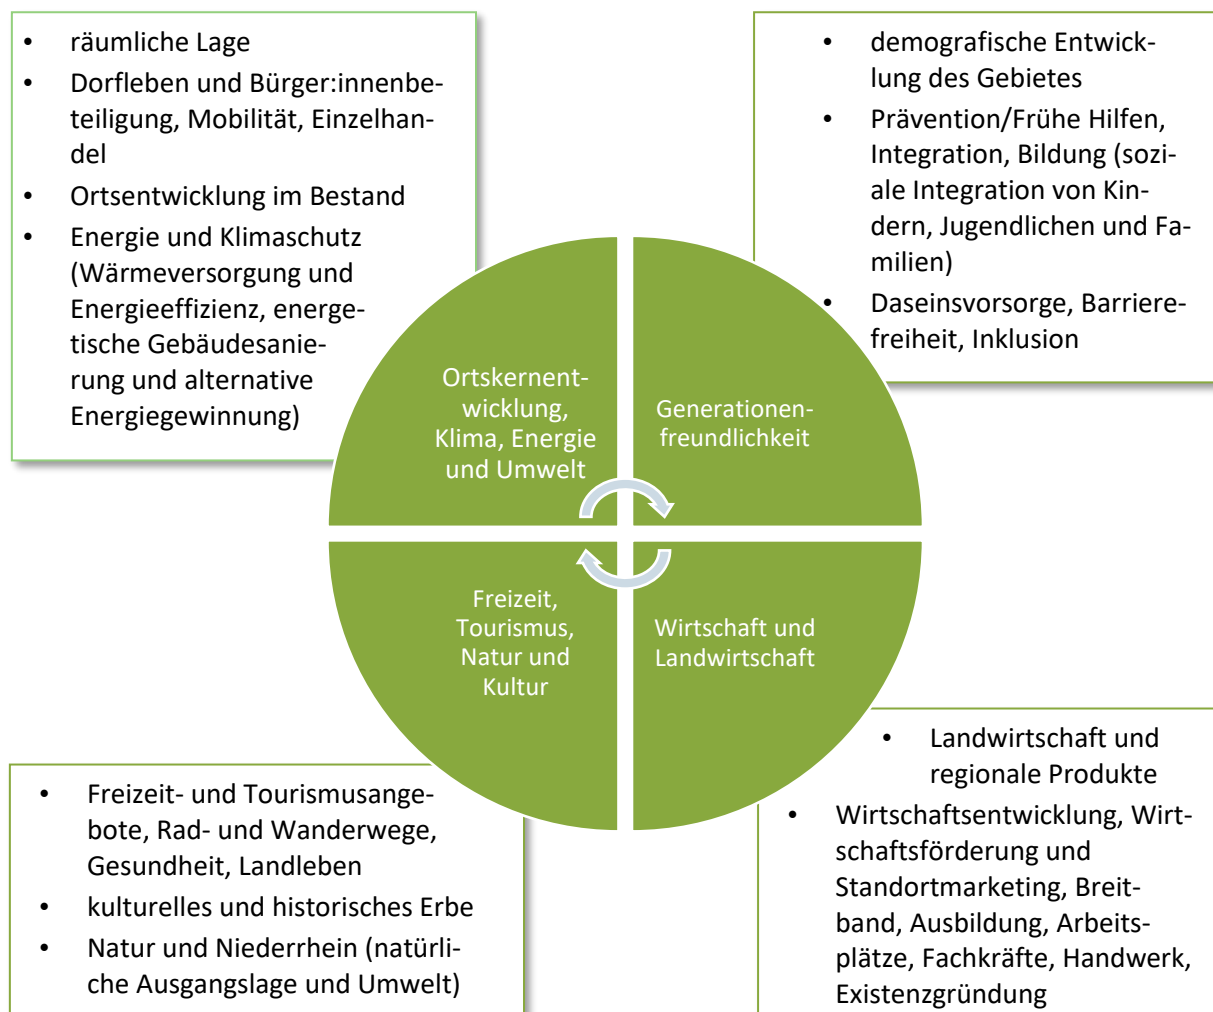 • räumliche Lage
• Dorfleben und Bürger:innenbe-
teiligung, Mobilität, Einzelhan-
del
• Ortsentwicklung im Bestand
• Energie und Klimaschutz
(Wärmeversorgung und
Energieeffizienz, energe-
tische Gebäudesanie-
rung und alternative
Energiegewinnung)
• demografische Entwick-
lung des Gebietes
• Prävention/Frühe Hilfen,
Integration, Bildung (sozi-
ale Integration von Kin-
dern, Jugendlichen und Fa-
milien)
• Daseinsvorsorge, Barriere-
freiheit, Inklusion
Ortskernent-
wicklung,
Klima, Energie
und Umwelt
Generationen-
freundlichkeit
Freizeit,
Tourismus,
Natur und
Kultur
Wirtschaft und
Landwirtschaft
• Freizeit- und Tourismusange-
bote, Rad- und Wanderwege,
Gesundheit, Landleben
• kulturelles und historisches Erbe
• Natur und Niederrhein (natürli-
che Ausgangslage und Umwelt)
• Landwirtschaft und
regionale Produkte
• Wirtschaftsentwicklung, Wirt-
schaftsförderung und
Standortmarketing, Breit-
band, Ausbildung, Arbeits-
plätze, Fachkräfte, Handwerk,
Existenzgründung